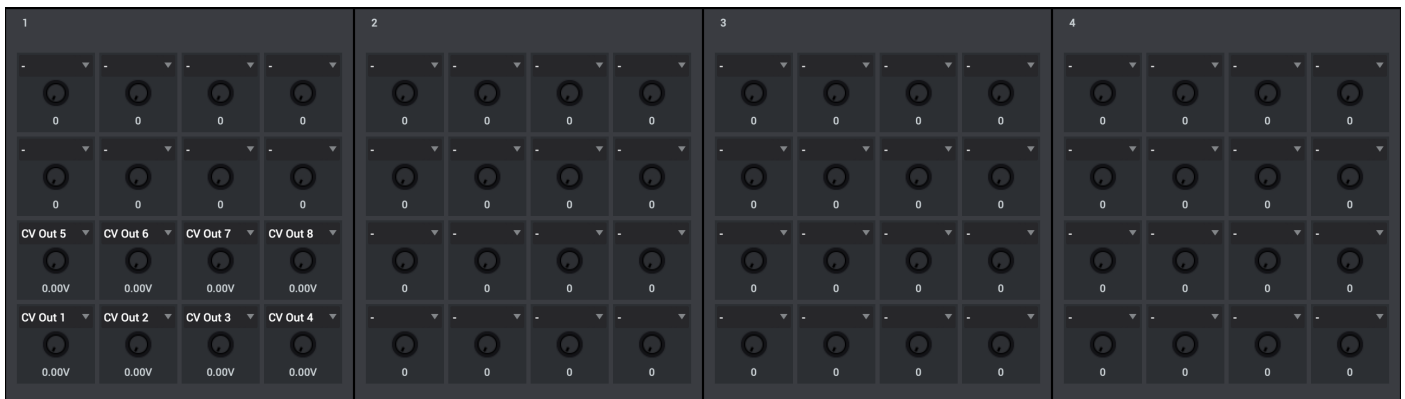 1 2 3 4
- - - - - - - - - - - - - - - -
0 0 0 0 0 0 0 0 0 0 0 0 0 0 0 0
- - - - - - - - - - - - - - - -
0 0 0 0 0 0 0 0 0 0 0 0 0 0 0 0
CV Out 5 CV Out 6 CV Out 7 CV Out 8 - - - - - - - - - - - -
0.00V 0.00V 0.00V 0.00V 0 0 0 0 0 0 0 0 0 0 0 0
CV Out 1 CV Out 2 CV Out 3 CV Out 4 - - - - - - - - - - - -
0.00V 0.00V 0.00V 0.00V 0 0 0 0 0 0 0 0 0 0 0 0